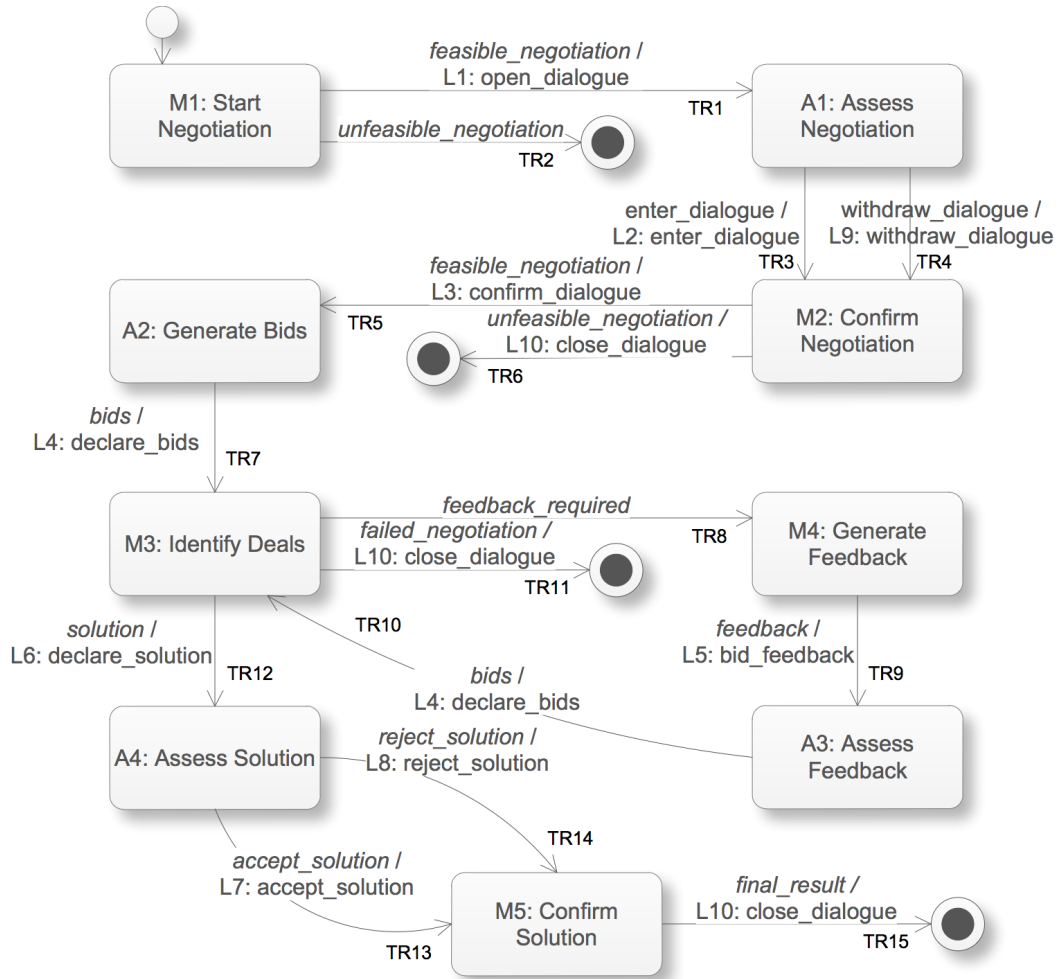 feasible_negotiation /
L1: open_dialogue
M1: Start
Negotiation
TR1
A1: Assess
Negotiation
unfeasible_negotiation
TR2
enter_dialogue /
L2: enter_dialogue
TR3
withdraw_dialogue /
L9: withdraw_dialogue
TR4
feasible_negotiation /
L3: confirm_dialogue
TR5
A2: Generate Bids
M2: Confirm
Negotiation
unfeasible_negotiation /
L10: close_dialogue
TR6
bids /
L4: declare_bids
TR7
M3: Identify Deals
feedback_required
TR8
M4: Generate
Feedback
failed_negotiation /
L10: close_dialogue
TR11
TR10
solution /
L6: declare_solution
TR12
feedback /
L5: bid_feedback
TR9
bids /
L4: declare_bids
A4: Assess Solution
A3: Assess
Feedback
reject_solution /
L8: reject_solution
TR14
accept_solution /
L7: accept_solution
TR13
M5: Confirm
Solution
final_result /
L10: close_dialogue
TR15